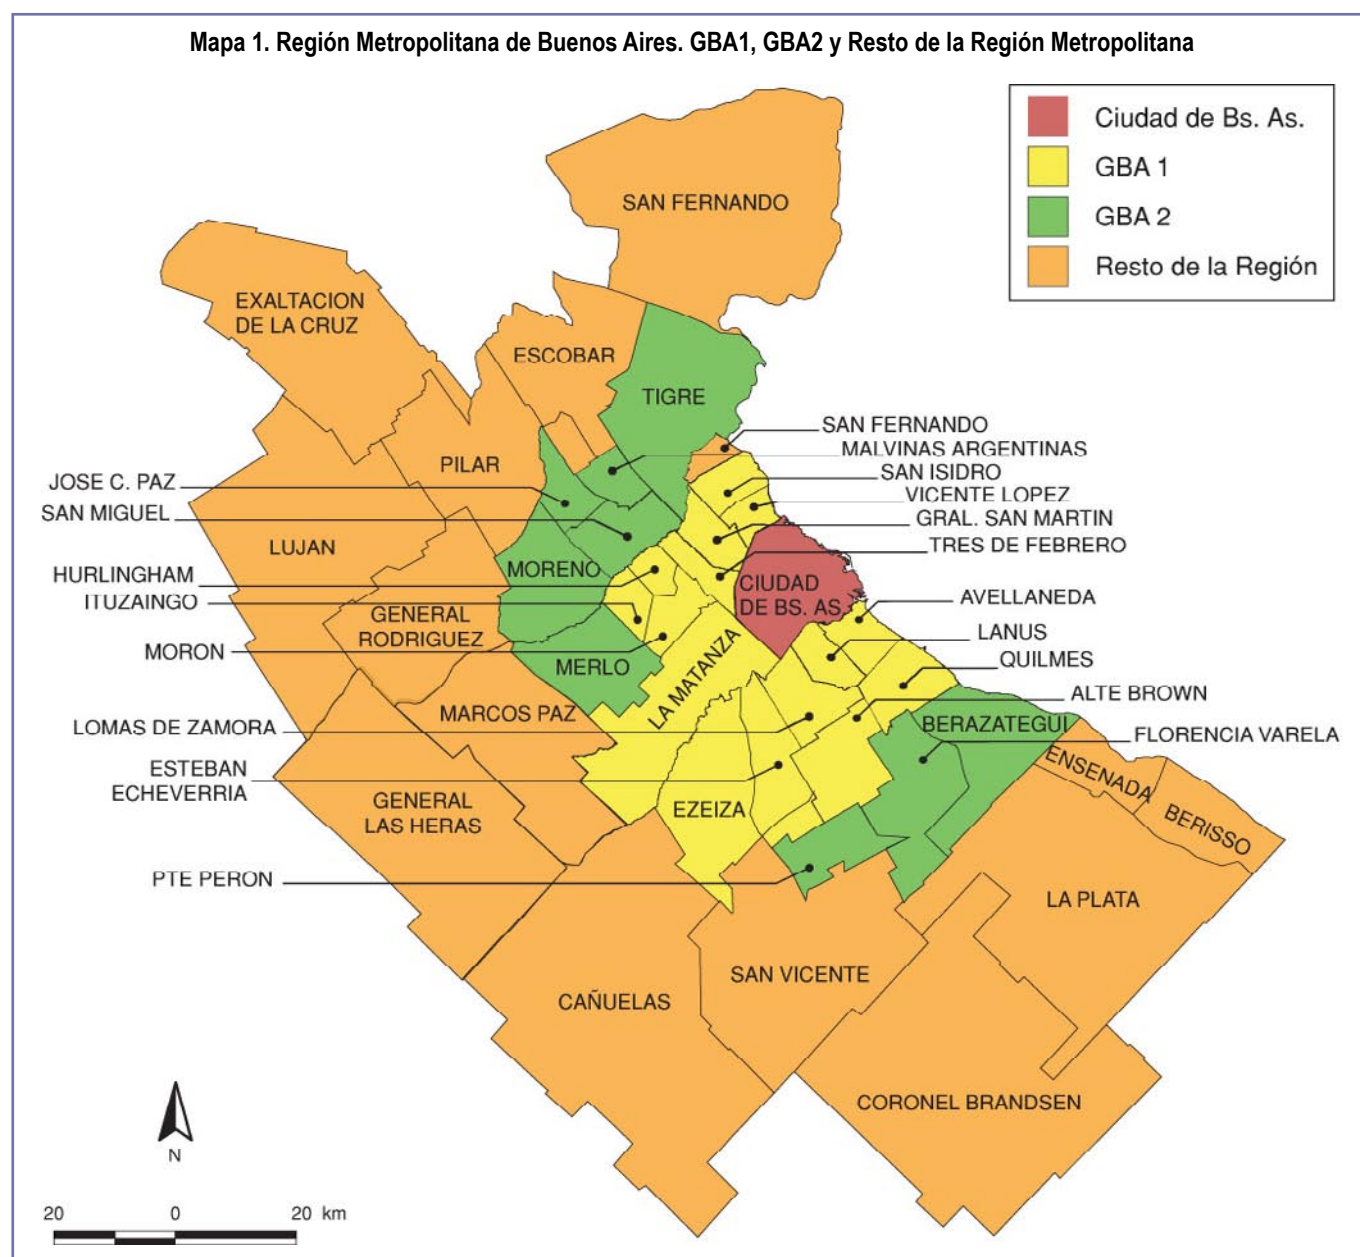 Mapa 1. Región Metropolitana de Buenos Aires. GBA1, GBA2 y Resto de la Región Metropolitana
Ciudad de Bs. As.
GBA 1
GBA 2
Resto de la Región
SAN FERNANDO
EXALTACION
DE LA CRUZ
ESCOBAR
TIGRE
SAN FERNANDO
MALVINAS ARGENTINAS
PILAR
SAN ISIDRO
JOSE C. PAZ
VICENTE LOPEZ
SAN MIGUEL
GRAL. SAN MARTIN
LUJAN
TRES DE FEBRERO
MORENO
HURLINGHAM
CIUDAD
DE BS. AS.
ITUZAINGO
AVELLANEDA
GENERAL
RODRIGUEZ
LANUS
MORON
MERLO
LA MATANZA
QUILMES
ALTE BROWN
MARCOS PAZ
LOMAS DE ZAMORA
BERAZATEGUI
FLORENCIA VARELA
ESTEBAN
ECHEVERRIA
ENSENADA
GENERAL
LAS HERAS
EZEIZA
BERISSO
PTE PERON
LA PLATA
SAN VICENTE
CAÑUELAS
CORONEL BRANDSEN
N
20 0 20 km